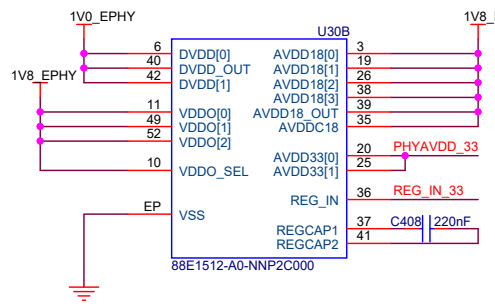 1V0_EPHY
1V8_
U30B
6 DVDD[0] AVDD18[0] 3
40 DVDD_OUT AVDD18[1] 19
42 DVDD[1] AVDD18[2] 26
1V8_EPHY
AVDD18[3] 38
11 VDDO[0] AVDD18_OUT 39
49 VDDO[1] AVDDC18 35
52 VDDO[2]
AVDD33[0] 20 PHYAVDD_33
10 VDDO_SEL AVDD33[1] 25
REG_IN 36 REG_IN_33
EP VSS
REGCAP1 37 C408 220nF
REGCAP2 41
88E1512-A0-NNP2C000